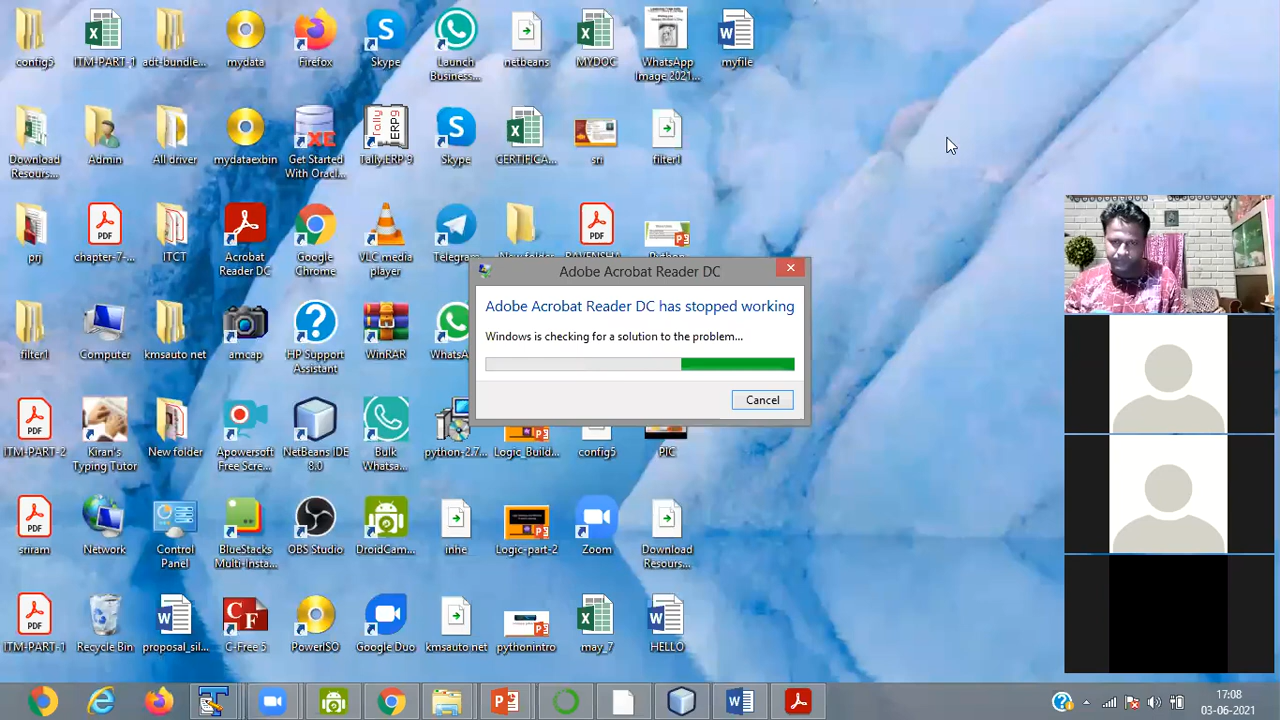 config5
ITM-PART-1
adt-bundle...
mydata
Firefox
Skype
Launch
Business...
netbeans
MYDOC
WhatsApp
Image 2021...
myfile
Download
Resours...
Admin
All driver
mydataexbin
Get Started
With Oracl...
Tally.ERP 9
Skype
CERTIFICA...
sri
filter1
prj
chapter-7-...
ITCT
Acrobat
Reader DC
Google
Chrome
VLC media
player
Telegram
New folder
Adobe Acrobat Reader DC
Adobe Acrobat Reader DC has stopped working
Windows is checking for a solution to the problem...
Cancel
filter1
Computer
kmsauto net
amcap
HP Support
Assistant
WinRAR
WhatsA
ITM-PART-2
Kiran's
Typing Tutor
New folder
Apowersoft
Free Scre...
NetBeans IDE
8.0
Bulk
Whatsa...
python-2.7...
Logic_Build...
config5
PIC
sriram
Network
Control
Panel
BlueStacks
Multi-Insta...
OBS Studio
DroidCam...
inhe
Logic-part-2
Zoom
Download
Resours...
ITM-PART-1
Recycle Bin
proposal_sil...
C-Free 5
PowerISO
Google Duo
kmsauto net
pythonintro
may_7
HELLO
17:08
03-06-2021